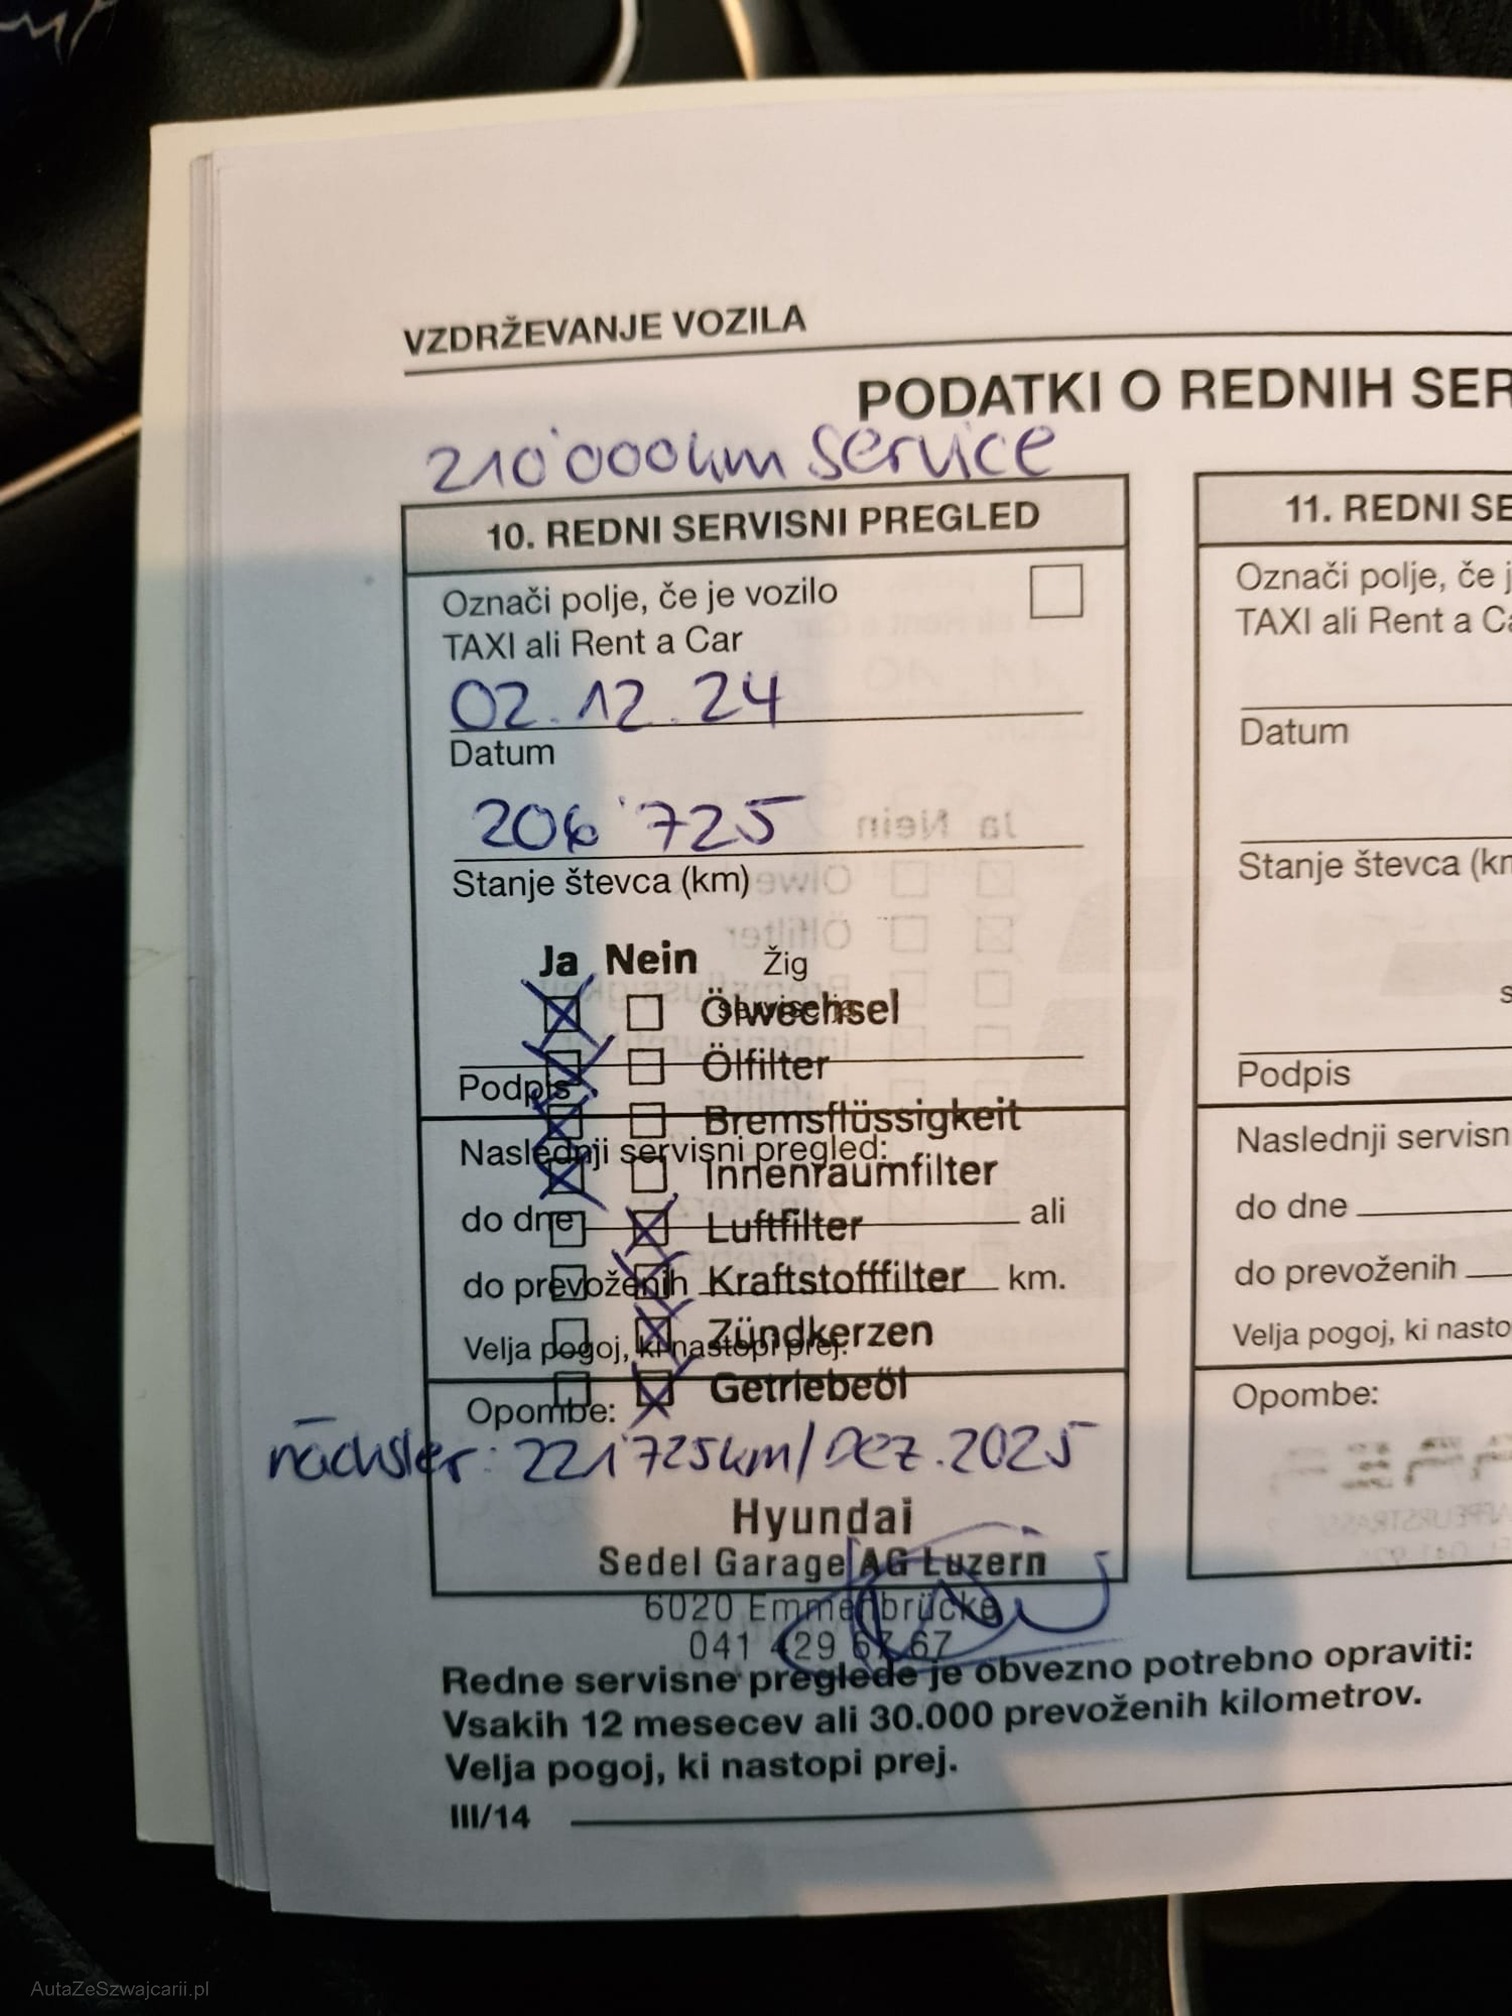 VZDRŽEVANJE VOZILA
PODATKI O REDNIH SER
210'000km Service
10. REDNI SERVISNI PREGLED
Označi polje, če je vozilo
TAXI ali Rent a Car
02.12.24
Datum
206'725
Stanje števca (km)
Ja Nein Žig
Ölwechsel
Ölfilter
Podpis
Bremsflüssigkeit
Naslednji servisni pregled:
Innenraumfilter
do dne ali
Luftfilter
do prevoženih km.
Kraftstofffilter
Zündkerzen
Velja pogoj, ki nastopi prej.
Getriebeöl
Opombe:
nächster: 221'725km/Dez.2025
Hyundai
Sedel Garage AG Luzern
6020 Emmenbrücke
041 429 67 67
11. REDNI SE
Označi polje, če j
TAXI ali Rent a Ca
Datum
Stanje števca (km
s
Podpis
Naslednji servisn
do dne
do prevoženih
Velja pogoj, ki nasto
Opombe:
Redne servisne preglede je obvezno potrebno opraviti:
Vsakih 12 mesecev ali 30.000 prevoženih kilometrov.
Velja pogoj, ki nastopi prej.
III/14
AutaZeSzwajcarii.pl